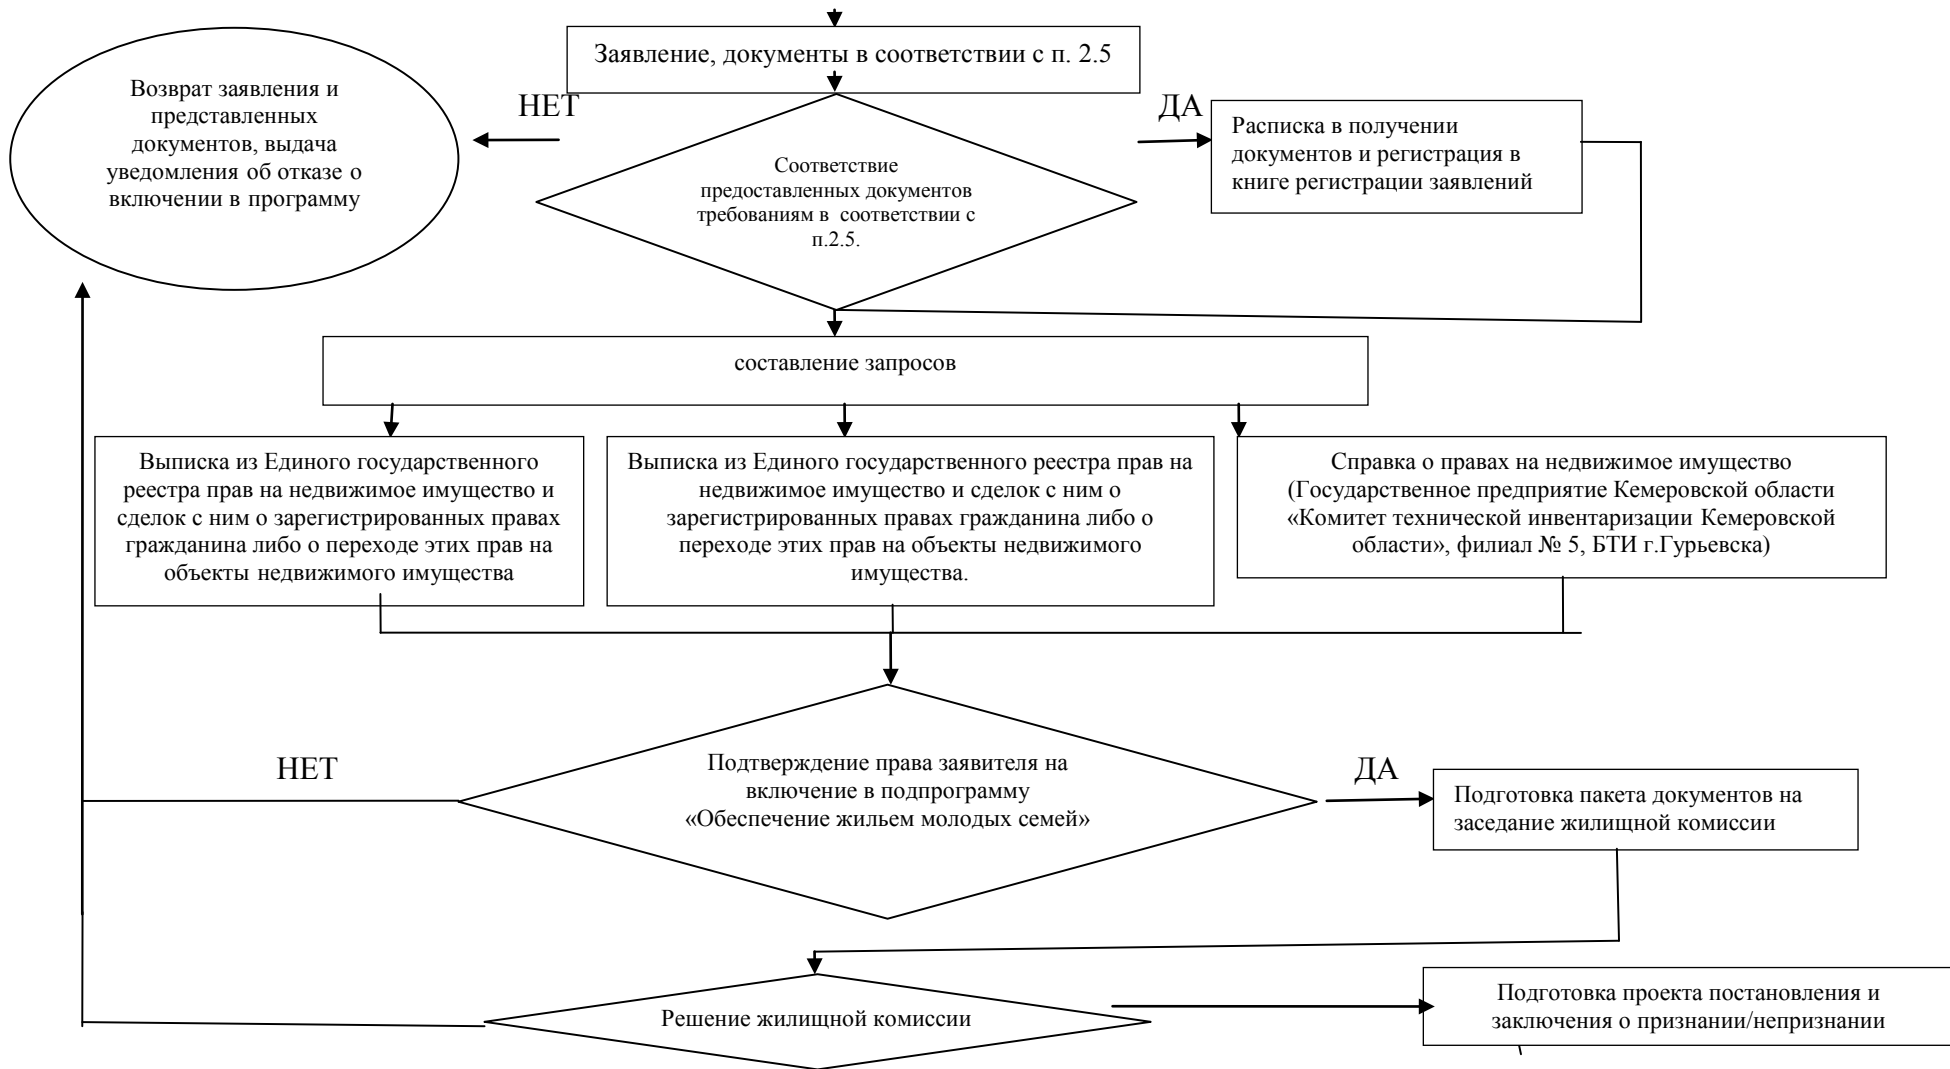 Заявление, документы в соответствии с п. 2.5
Возврат заявления и
представленных
документов, выдача
уведомления об отказе о
включении в программу
НЕТ
ДА
Соответствие
предоставленных документов
требованиям в соответствии с
п.2.5.
Расписка в получении
документов и регистрация в
книге регистрации заявлений
составление запросов
Выписка из Единого государственного
реестра прав на недвижимое имущество и
сделок с ним о зарегистрированных правах
гражданина либо о переходе этих прав на
объекты недвижимого имущества
Выписка из Единого государственного реестра прав на
недвижимое имущество и сделок с ним о
зарегистрированных правах гражданина либо о
переходе этих прав на объекты недвижимого
имущества.
Справка о правах на недвижимое имущество
(Государственное предприятие Кемеровской области
«Комитет технической инвентаризации Кемеровской
области», филиал № 5, БТИ г.Гурьевска)
НЕТ
Подтверждение права заявителя на
включение в подпрограмму
«Обеспечение жильем молодых семей»
ДА
Подготовка пакета документов на
заседание жилищной комиссии
Решение жилищной комиссии
Подготовка проекта постановления и
заключения о признании/непризнании